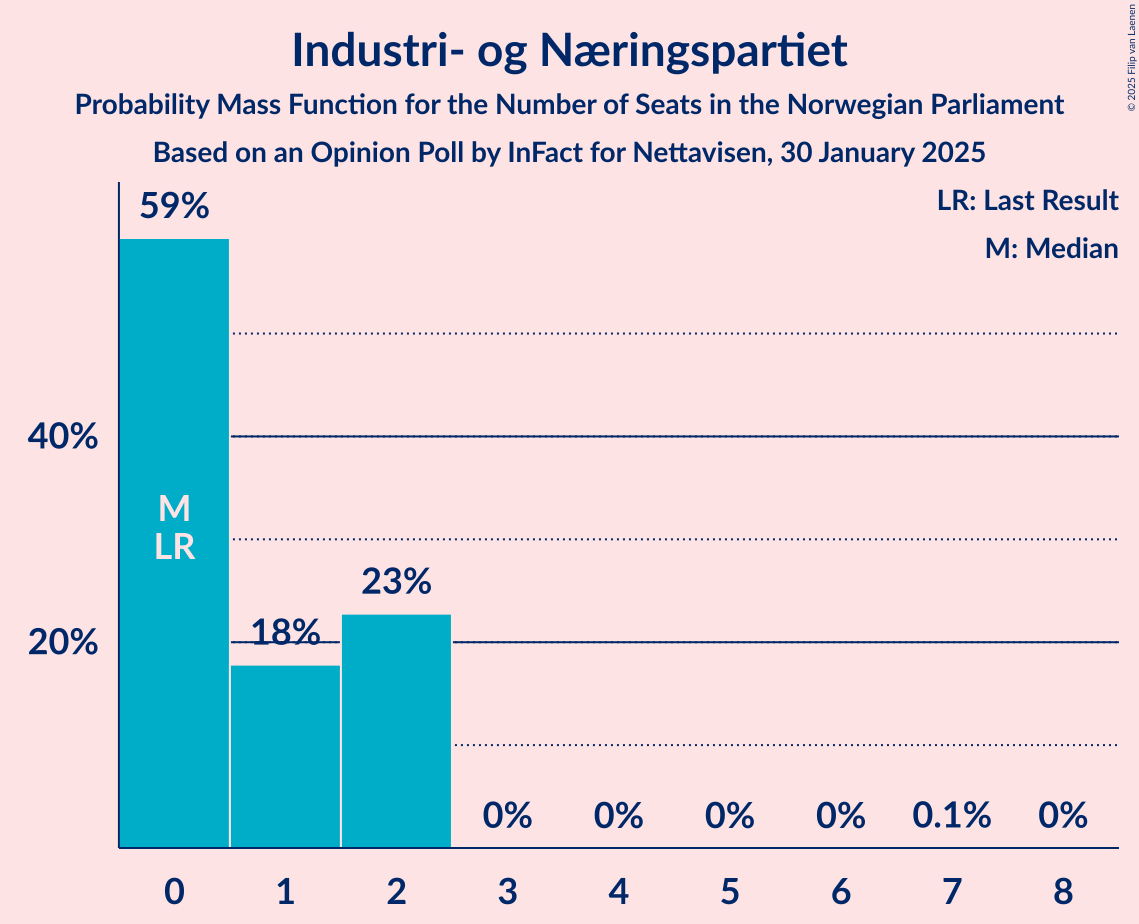 Industri- og Næringspartiet
Probability Mass Function for the Number of Seats in the Norwegian Parliament
Based on an Opinion Poll by InFact for Nettavisen, 30 January 2025
© 2025 Filip van Laenen
LR: Last Result
M: Median
59%
40%
M
LR
23%
18%
20%
0%
0%
0%
0%
0.1%
0%
0
1
2
3
4
5
6
7
8